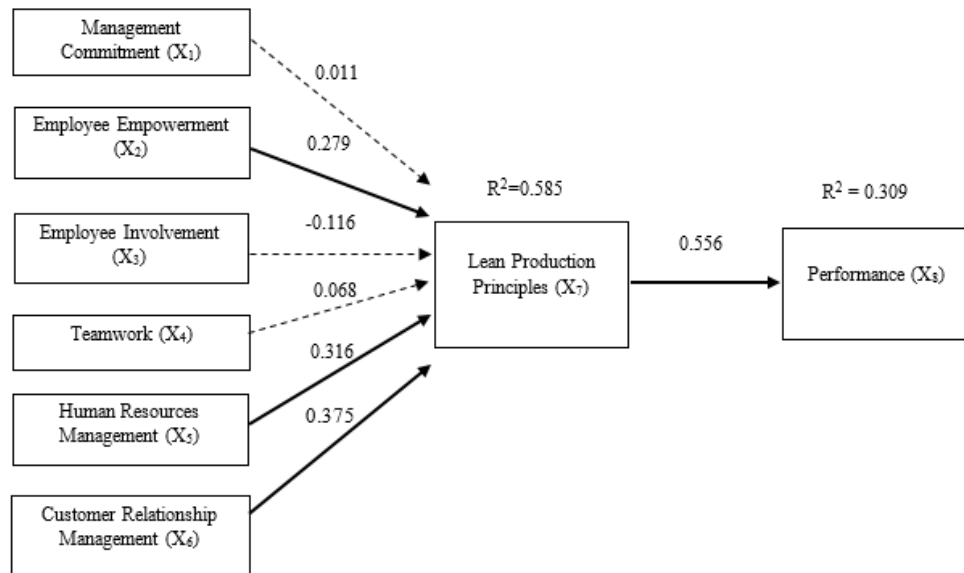 Management
Commitment (X₁)
0.011
Employee Empowerment
(X₂)
0.279
R²=0.585
R² = 0.309
Employee Involvement
(X₃)
-0.116
Lean Production
Principles (X₇)
0.556
Performance (X₈)
0.068
Teamwork (X₄)
0.316
Human Resources
Management (X₅)
0.375
Customer Relationship
Management (X₆)